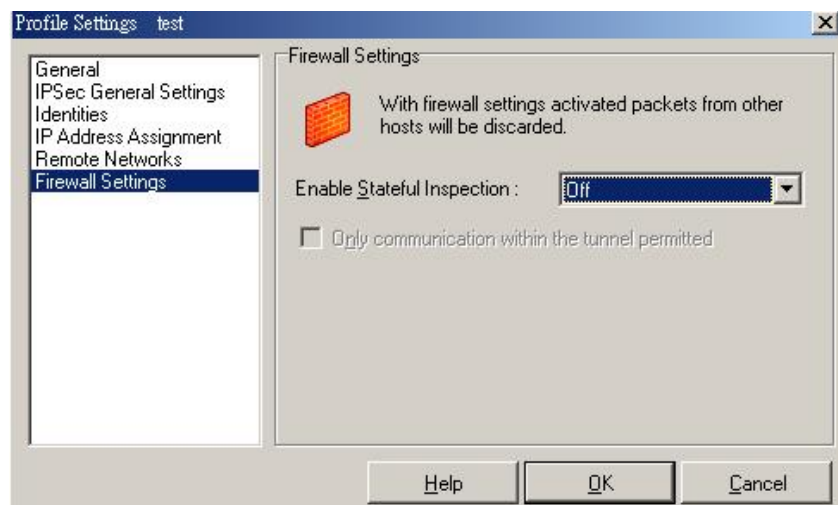 Profile Settings test
General
IPSec General Settings
Identities
IP Address Assignment
Remote Networks
Firewall Settings
Firewall Settings
With firewall settings activated packets from other
hosts will be discarded.
Enable Stateful Inspection : Off
Only communication within the tunnel permitted
Help OK Cancel